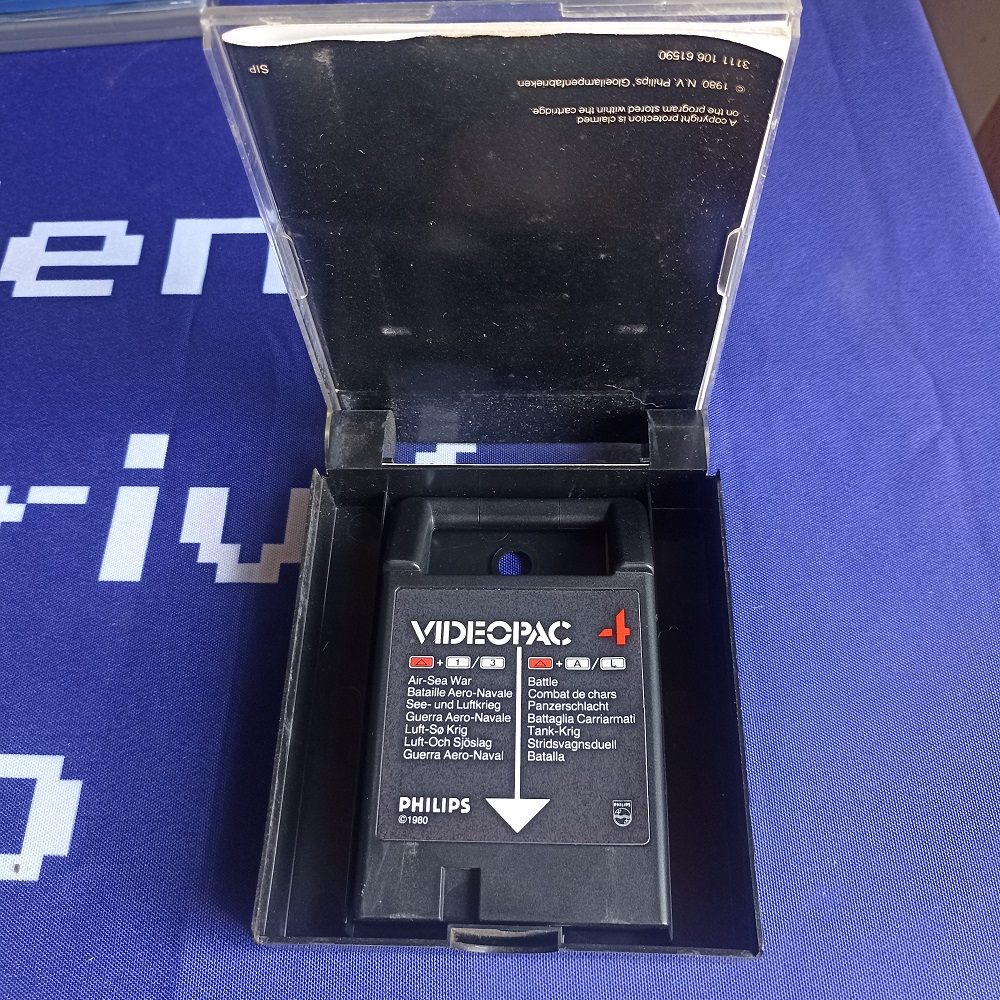 3111 106 61590
SIP
© 1980 N.V. Philips' Gloeilampenfabrieken
A copyright protection is claimed
on the program stored within the cartridge.
en
VIDEOPAC 4
+ 1 / 3
+ A / L
Air-Sea War
Bataille Aero-Navale
See- und Luftkrieg
Guerra Aero-Navale
Luft-Sø Krig
Luft-Och Sjöslag
Guerra Aero-Naval
Battle
Combat de chars
Panzerschlacht
Battaglia Carriarmati
Tank-Krig
Stridsvagnsduell
Batalla
PHILIPS
©1980
PHILIPS